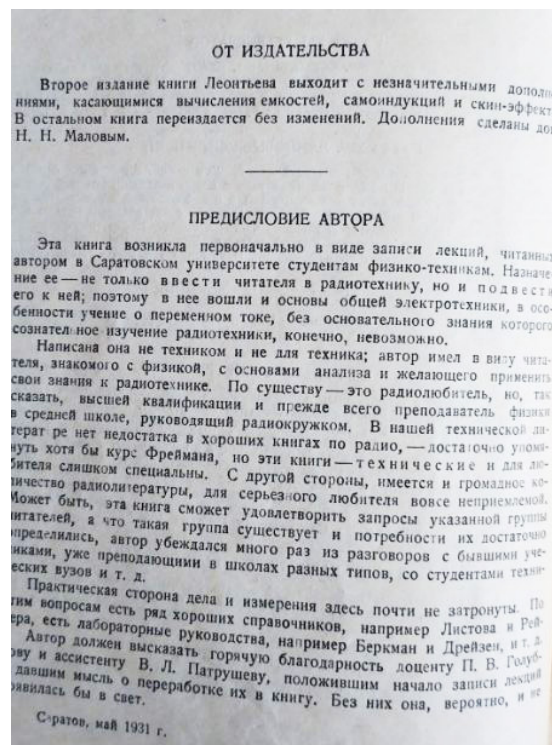 ОТ ИЗДАТЕЛЬСТВА
Второе издание книги Леонтьева выходит с незначительными дополне
ниями, касающимися вычисления емкостей, самоиндукций и скин-эффект
В остальном книга переиздается без изменений. Дополнения сделаны до
Н. Н. Маловым.
ПРЕДИСЛОВИЕ АВТОРА
Эта книга возникла первоначально в виде записи лекций, читанных
автором в Саратовском университете студентам физико-техникам. Назначе
ние ее — не только ввести читателя в радиотехнику, но и подвести
его к ней; поэтому в нее вошли и основы общей электротехники, в осо-
бенности учение о переменном токе, без основательного знания которого
сознательное изучение радиотехники, конечно, невозможно.
Написана она не техником и не для техника; автор имел в виду чита-
теля, знакомого с физикой, с основами анализа и желающего применить
свои знания к радиотехнике. По существу — это радиолюбитель, но, так
сказать, высшей квалификации и прежде всего преподаватель физики
в средней школе, руководящий радиокружком. В нашей технической ли-
терат ре нет недостатка в хороших книгах по радио, — достаточно упомя-
нуть хотя бы курс Фреймана, но эти книги — технические и для лю-
бителя слишком специальны. С другой стороны, имеется и громадное ко-
личество радиолитературы, для серьезного любителя вовсе неприемлемой.
Может быть, эта книга сможет удовлетворить запросы указанной группы
читателей, а что такая группа существует и потребности их достаточно
определились, автор убеждался много раз из разговоров с бывшими уче-
никами, уже преподающими в школах разных типов, со студентами техни-
ческих вузов и т. д.
Практическая сторона дела и измерения здесь почти не затронуты. По
тим вопросам есть ряд хороших справочников, например Листова и Рей-
ера, есть лабораторные руководства, например Беркман и Дрейзен, и т. д.
Автор должен высказать горячую благодарность доценту П. В. Голуб-
ову и ассистенту В. Л. Патрушеву, положившим начало записи лекций
давшим мысль о переработке их в книгу. Без них она, вероятно, и не
оявилась бы в свет.
Саратов, май 1931 г.